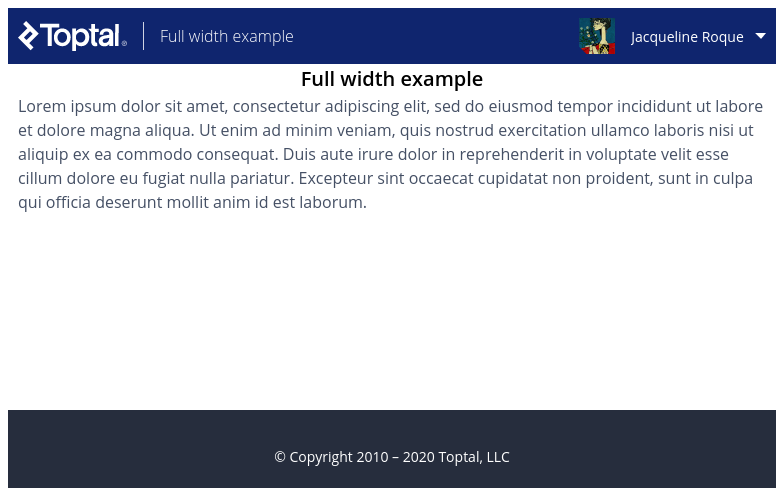 Toptal® Full width example Jacqueline Roque
Full width example
Lorem ipsum dolor sit amet, consectetur adipiscing elit, sed do eiusmod tempor incididunt ut labore
et dolore magna aliqua. Ut enim ad minim veniam, quis nostrud exercitation ullamco laboris nisi ut
aliquip ex ea commodo consequat. Duis aute irure dolor in reprehenderit in voluptate velit esse
cillum dolore eu fugiat nulla pariatur. Excepteur sint occaecat cupidatat non proident, sunt in culpa
qui officia deserunt mollit anim id est laborum.
© Copyright 2010 – 2020 Toptal, LLC